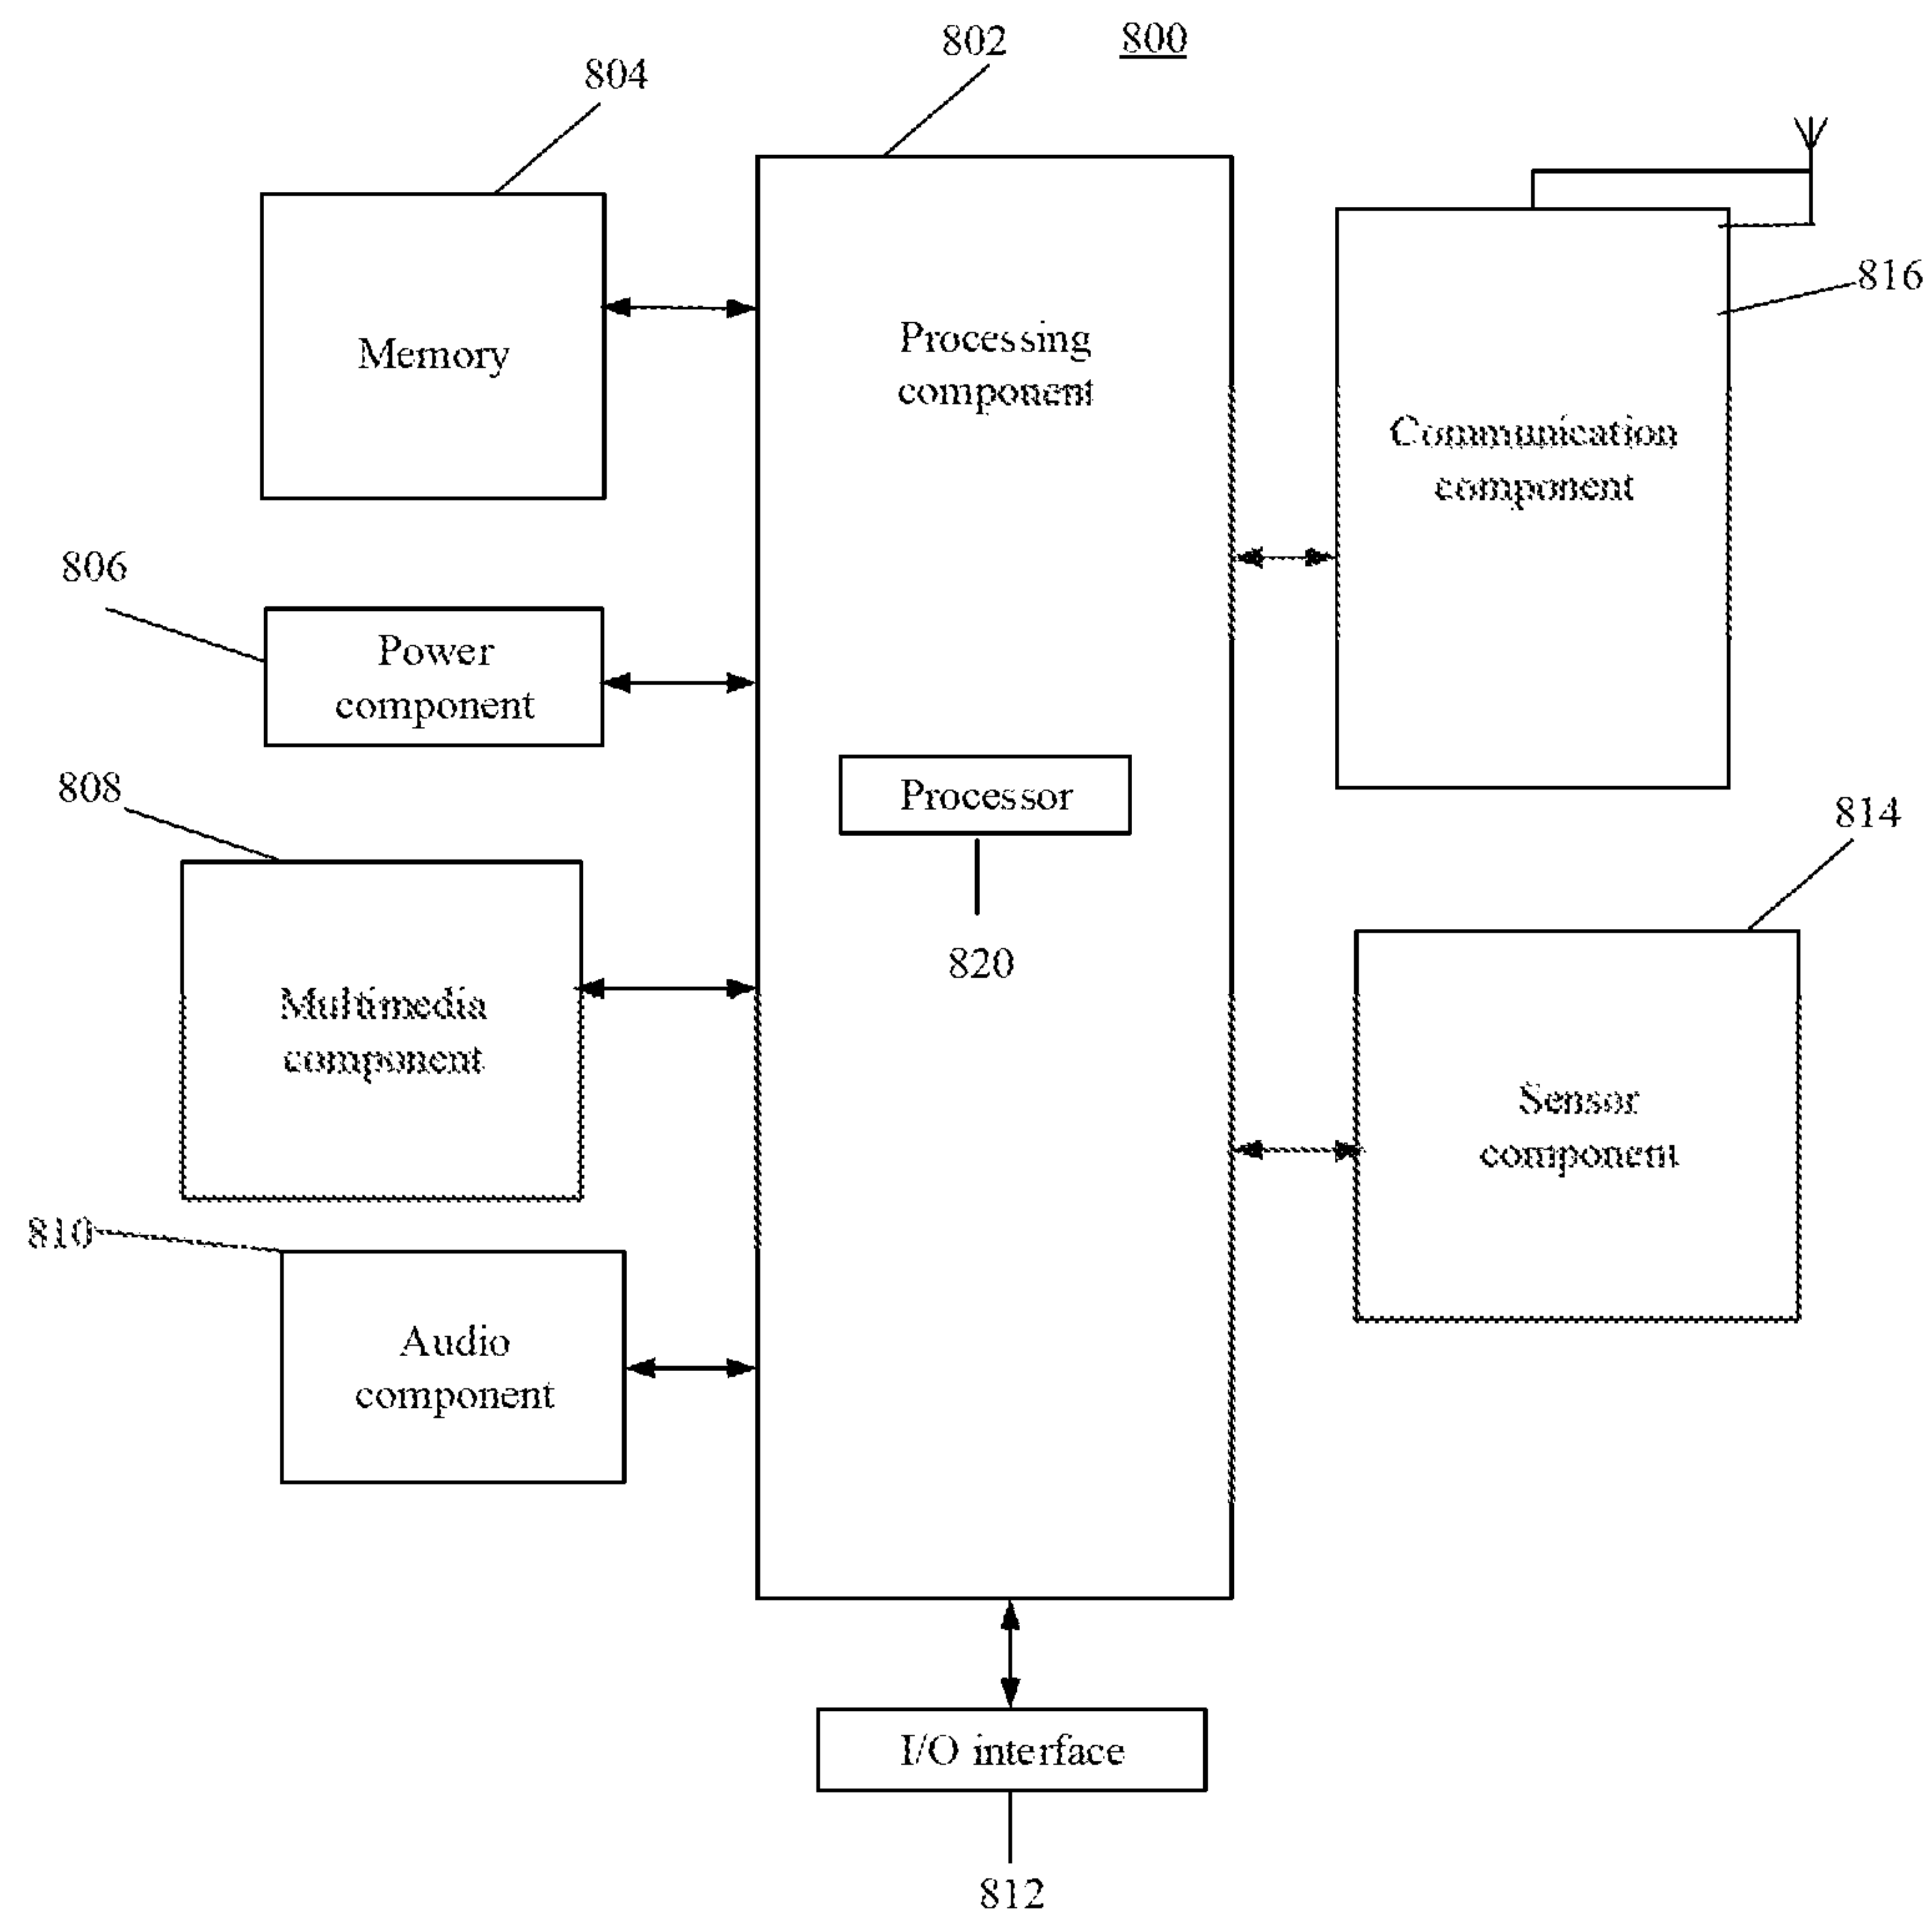 802
800
804
Memory
Processing
component
816
Communication
component
806
Power
component
808
Processor
814
820
Multimedia
component
Sensor
component
810
Audio
component
I/O interface
812